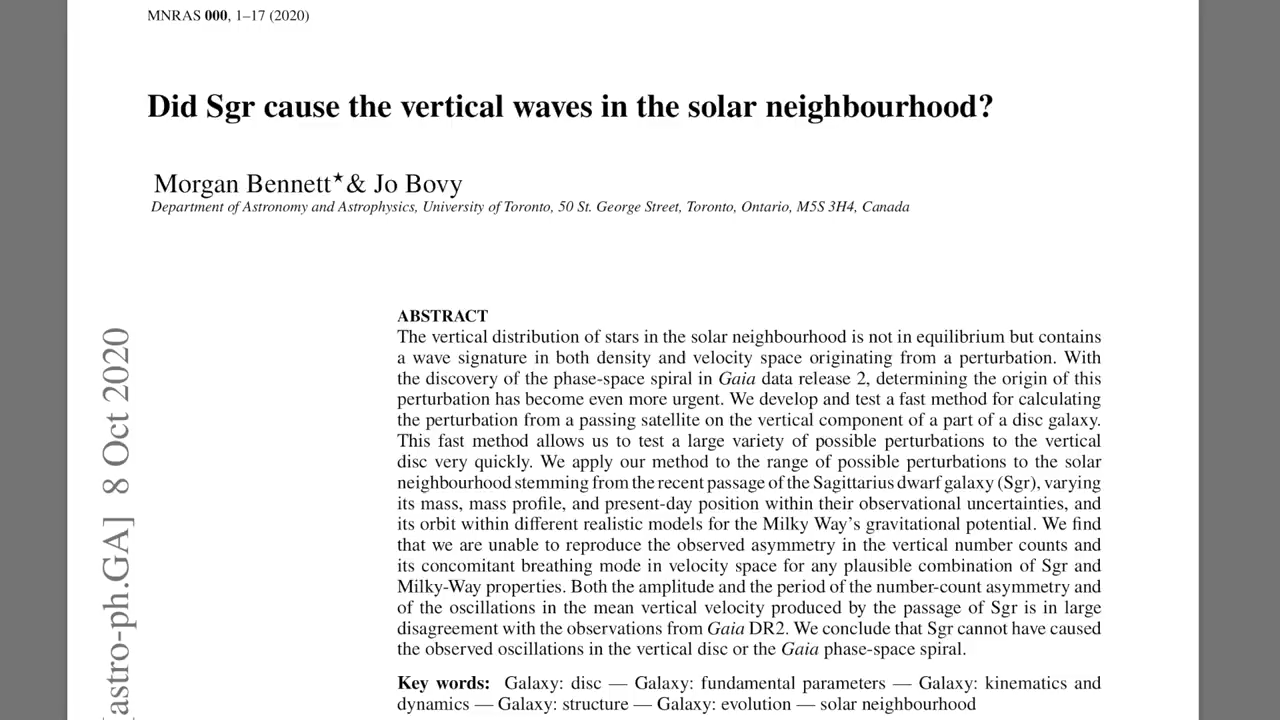 MNRAS 000, 1–17 (2020)
Did Sgr cause the vertical waves in the solar neighbourhood?
Morgan Bennett★& Jo Bovy
Department of Astronomy and Astrophysics, University of Toronto, 50 St. George Street, Toronto, Ontario, M5S 3H4, Canada
ABSTRACT
The vertical distribution of stars in the solar neighbourhood is not in equilibrium but contains
a wave signature in both density and velocity space originating from a perturbation. With
the discovery of the phase-space spiral in Gaia data release 2, determining the origin of this
perturbation has become even more urgent. We develop and test a fast method for calculating
the perturbation from a passing satellite on the vertical component of a part of a disc galaxy.
This fast method allows us to test a large variety of possible perturbations to the vertical
disc very quickly. We apply our method to the range of possible perturbations to the solar
neighbourhood stemming from the recent passage of the Sagittarius dwarf galaxy (Sgr), varying
its mass, mass profile, and present-day position within their observational uncertainties, and
its orbit within different realistic models for the Milky Way's gravitational potential. We find
that we are unable to reproduce the observed asymmetry in the vertical number counts and
its concomitant breathing mode in velocity space for any plausible combination of Sgr and
Milky-Way properties. Both the amplitude and the period of the number-count asymmetry and
of the oscillations in the mean vertical velocity produced by the passage of Sgr is in large
disagreement with the observations from Gaia DR2. We conclude that Sgr cannot have caused
the observed oscillations in the vertical disc or the Gaia phase-space spiral.
Key words: Galaxy: disc — Galaxy: fundamental parameters — Galaxy: kinematics and
dynamics — Galaxy: structure — Galaxy: evolution — solar neighbourhood
astro-ph.GA] 8 Oct 2020